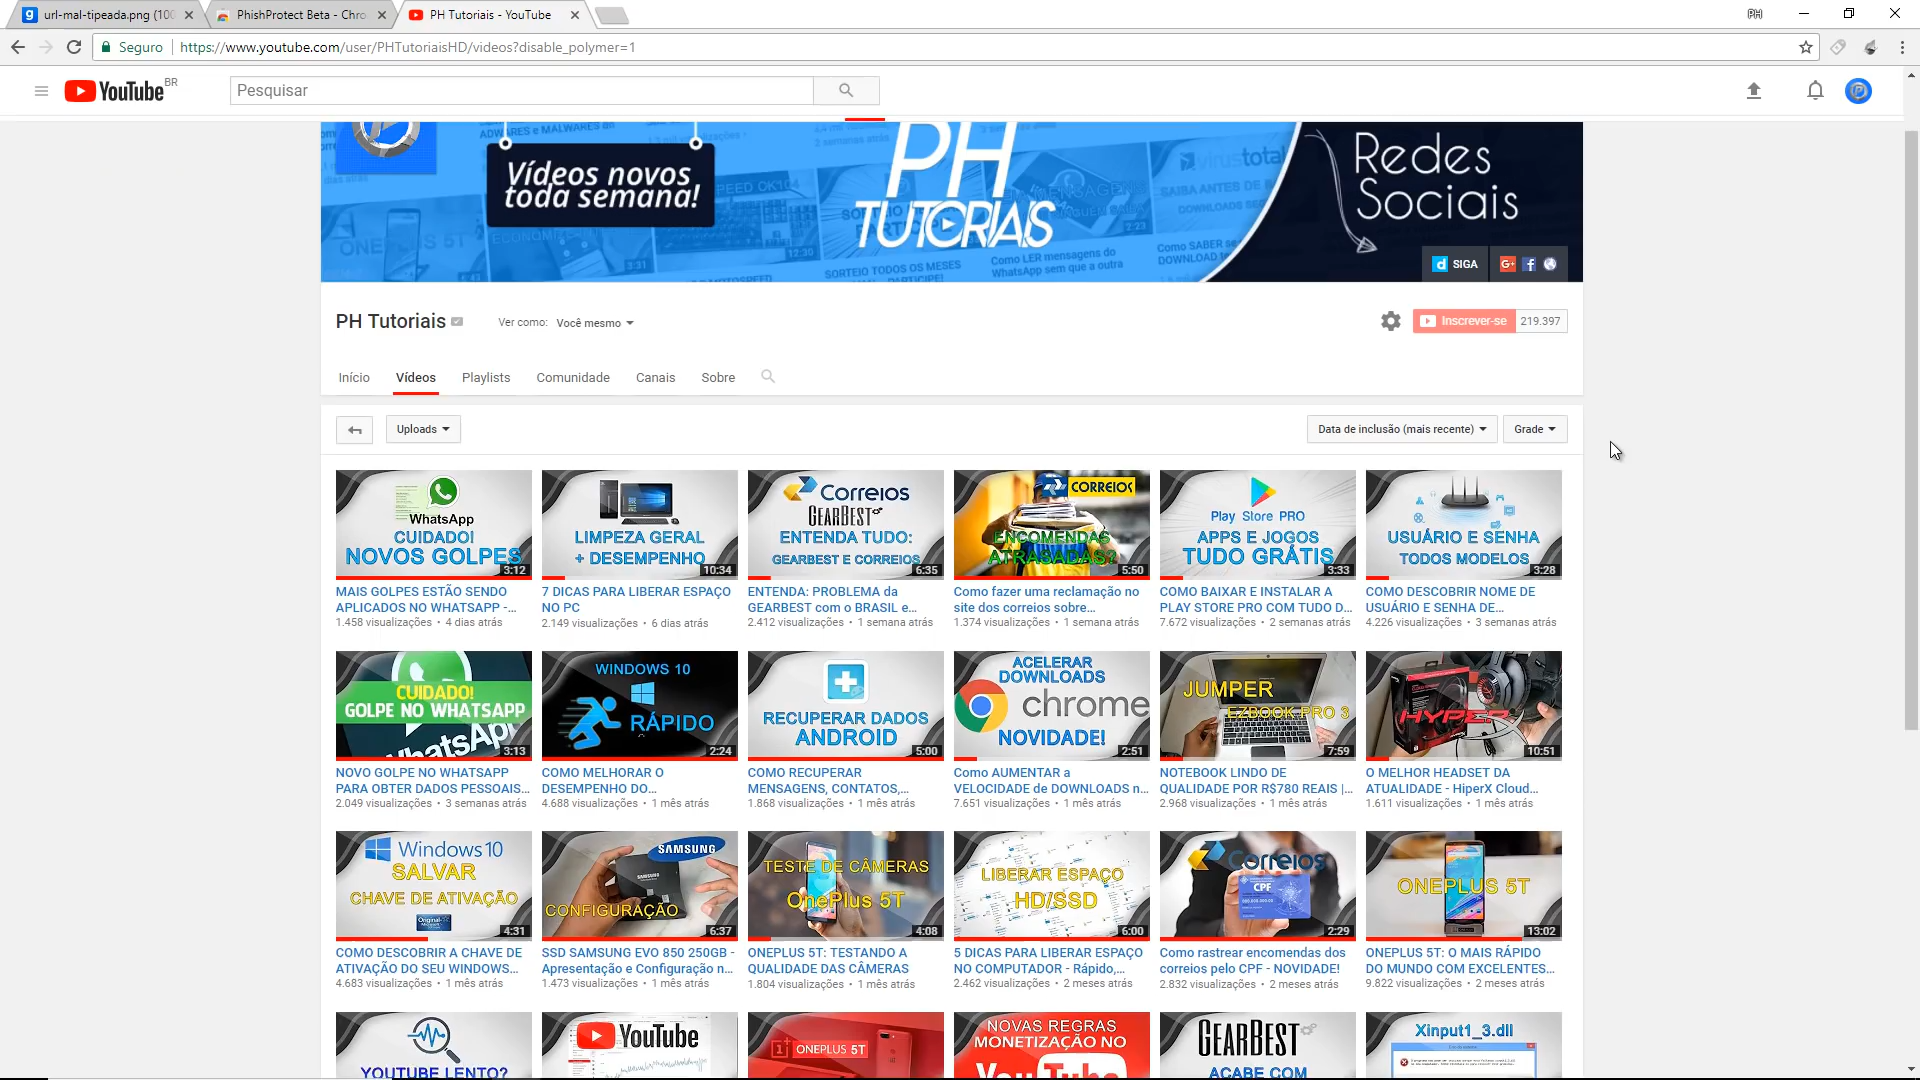 url-mal-tipeada.png (100
PhishProtect Beta - Chro
PH Tutoriais - YouTube
PH
Seguro
https://www.youtube.com/user/PHTutoriaisHD/videos?disable_polymer=1
YouTube BR
Pesquisar
Vídeos novos
toda semana!
PH
TUTORIAIS
Redes
Sociais
SIGA
PH Tutoriais
Ver como: Você mesmo
Inscrever-se 219.397
Início Vídeos Playlists Comunidade Canais Sobre
Uploads
Data de inclusão (mais recente)
Grade
WhatsApp
CUIDADO!
NOVOS GOLPES
3:12
LIMPEZA GERAL
+ DESEMPENHO
10:34
Correios
GEARBEST
ENTENDA TUDO:
GEARBEST E CORREIOS
6:35
CORREIOS
ENCOMENDAS
ATRASADAS?
5:50
Play Store PRO
APPS E JOGOS
TUDO GRÁTIS
3:33
USUÁRIO E SENHA
TODOS MODELOS
3:28
MAIS GOLPES ESTÃO SENDO
APLICADOS NO WHATSAPP -...
1.458 visualizações • 4 dias atrás
7 DICAS PARA LIBERAR ESPAÇO
NO PC
2.149 visualizações • 6 dias atrás
ENTENDA: PROBLEMA da
GEARBEST com o BRASIL e...
2.412 visualizações • 1 semana atrás
Como fazer uma reclamação no
site dos correios sobre...
1.374 visualizações • 1 semana atrás
COMO BAIXAR E INSTALAR A
PLAY STORE PRO COM TUDO D...
7.672 visualizações • 2 semanas atrás
COMO DESCOBRIR NOME DE
USUÁRIO E SENHA DE...
4.226 visualizações • 3 semanas atrás
CUIDADO!
GOLPE NO WHATSAPP
WhatsApp
3:13
WINDOWS 10
RÁPIDO
2:24
RECUPERAR DADOS
ANDROID
5:00
ACELERAR
DOWNLOADS
chrome
NOVIDADE!
2:51
JUMPER
EZBOOK PRO 3
7:59
HYPER
10:51
NOVO GOLPE NO WHATSAPP
PARA OBTER DADOS PESSOAIS...
2.049 visualizações • 3 semanas atrás
COMO MELHORAR O
DESEMPENHO DO...
4.688 visualizações • 1 mês atrás
COMO RECUPERAR
MENSAGENS, CONTATOS,...
1.868 visualizações • 1 mês atrás
Como AUMENTAR a
VELOCIDADE de DOWNLOADS n...
7.651 visualizações • 1 mês atrás
NOTEBOOK LINDO DE
QUALIDADE POR R$780 REAIS |...
2.968 visualizações • 1 mês atrás
O MELHOR HEADSET DA
ATUALIDADE - HiperX Cloud...
1.611 visualizações • 1 mês atrás
Windows 10
SALVAR
CHAVE DE ATIVAÇÃO
Original
4:31
SAMSUNG
SAMSUNG
CONFIGURAÇÃO
6:37
TESTE DE CÂMERAS
OnePlus 5T
4:08
LIBERAR ESPAÇO
HD/SSD
6:00
Correios
CPF
2:29
ONEPLUS 5T
13:02
COMO DESCOBRIR A CHAVE DE
ATIVAÇÃO DO SEU WINDOWS...
4.683 visualizações • 1 mês atrás
SSD SAMSUNG EVO 850 250GB -
Apresentação e Configuração n...
1.473 visualizações • 1 mês atrás
ONEPLUS 5T: TESTANDO A
QUALIDADE DAS CÂMERAS
1.804 visualizações • 1 mês atrás
5 DICAS PARA LIBERAR ESPAÇO
NO COMPUTADOR - Rápido,...
2.462 visualizações • 2 meses atrás
Como rastrear encomendas dos
correios pelo CPF - NOVIDADE!
2.832 visualizações • 2 meses atrás
ONEPLUS 5T: O MAIS RÁPIDO
DO MUNDO COM EXCELENTES...
9.822 visualizações • 2 meses atrás
YOUTUBE LENTO?
YouTube
ONEPLUS 5T
NOVAS REGRAS
MONETIZAÇÃO NO
YouTube
GEARBEST
ACABE COM
Xinput1_3.dll